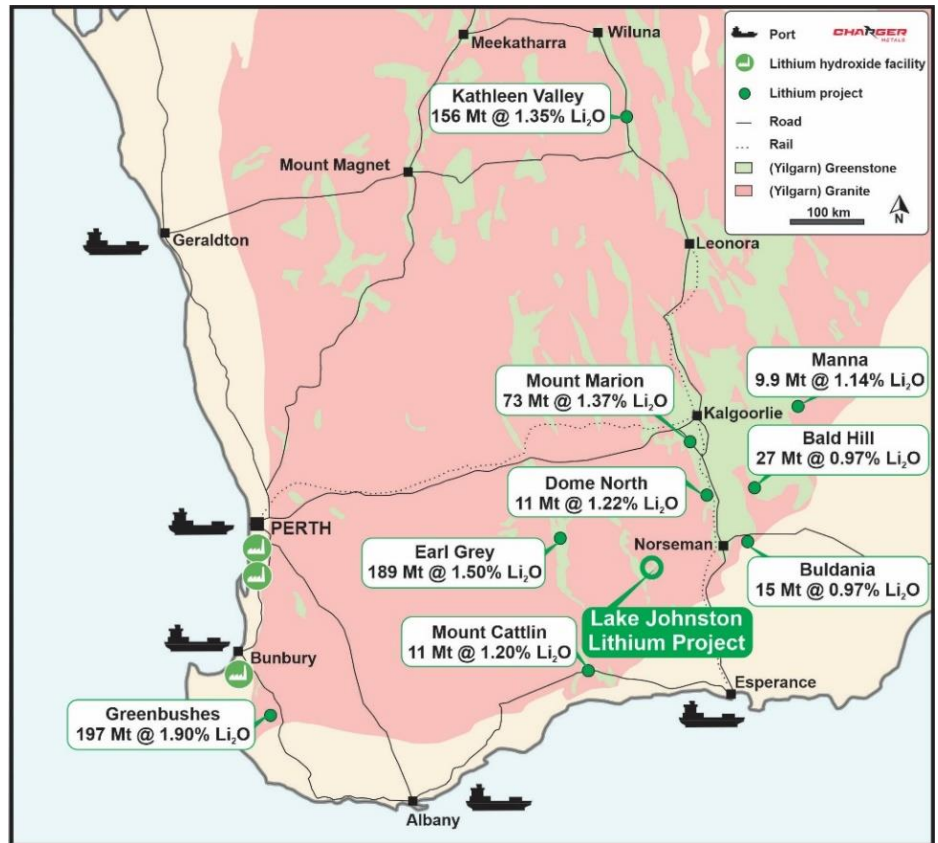 Meekatharra
Wiluna
Kathleen Valley
156 Mt @ 1.35% Li₂O
Mount Magnet
Geraldton
Leonora
Port
CHARGER
METALS
Lithium hydroxide facility
Lithium project
Road
Rail
(Yilgarn) Greenstone
(Yilgarn) Granite
100 km
N
Manna
9.9 Mt @ 1.14% Li₂O
Mount Marion
73 Mt @ 1.37% Li₂O
Kalgoorlie
Bald Hill
27 Mt @ 0.97% Li₂O
Dome North
11 Mt @ 1.22% Li₂O
PERTH
Earl Grey
189 Mt @ 1.50% Li₂O
Norseman
Buldania
15 Mt @ 0.97% Li₂O
Lake Johnston
Lithium Project
Mount Cattlin
11 Mt @ 1.20% Li₂O
Bunbury
Esperance
Greenbushes
197 Mt @ 1.90% Li₂O
Albany